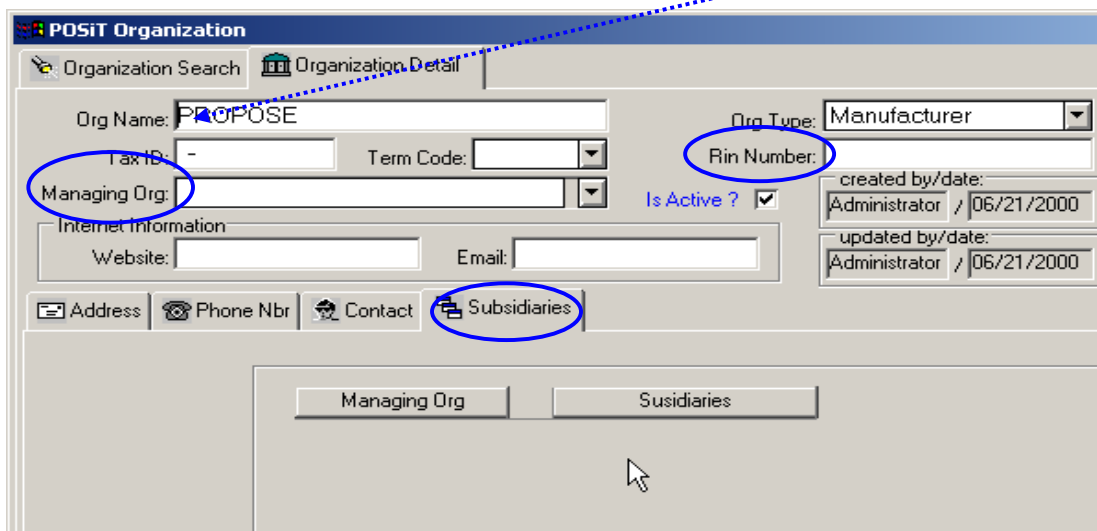 POSiT Organization
Organization Search Organization Detail
Org Name: PROPOSE Org Type: Manufacturer
Tax ID: - Term Code: Rin Number:
Managing Org: Is Active ? created by/date:
Administrator / 06/21/2000
Internet Information updated by/date:
Website: Email: Administrator / 06/21/2000
Address Phone Nbr Contact Subsidiaries
Managing Org Susidiaries